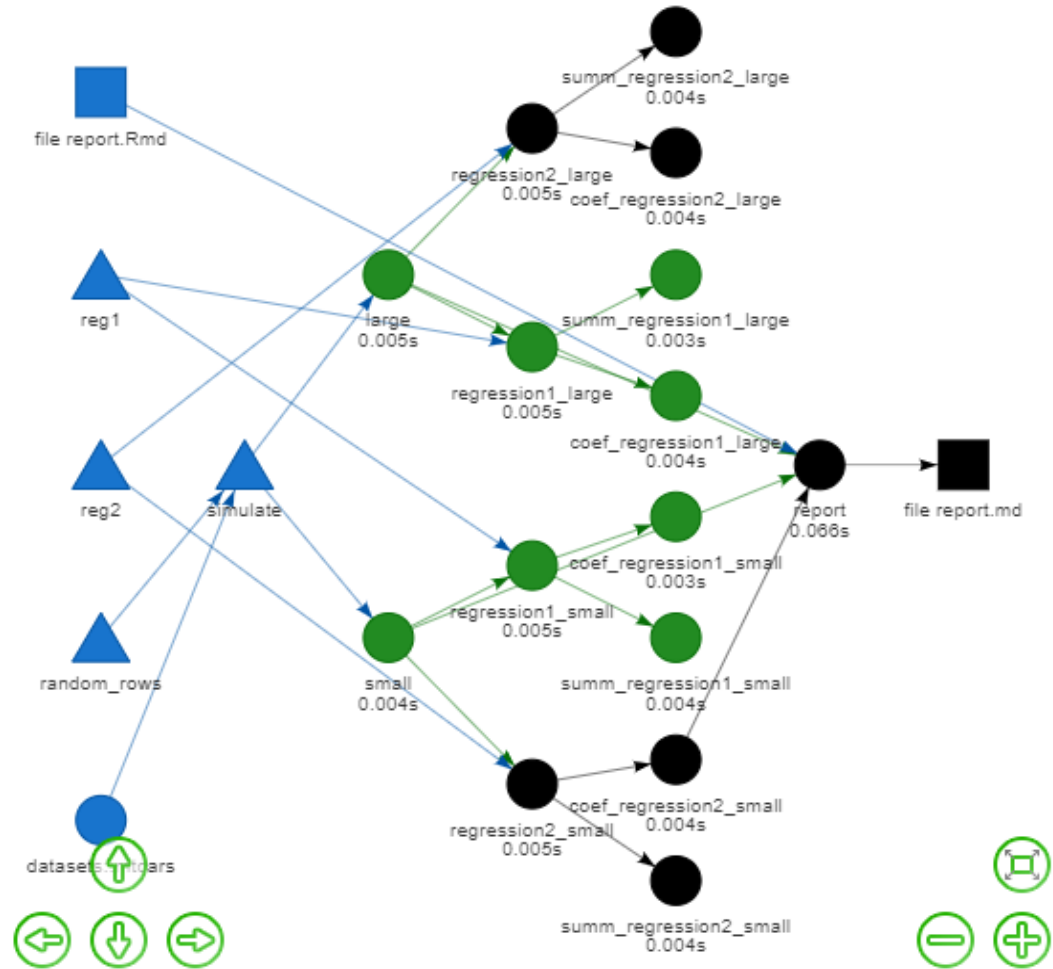 summ_regression2_large
0.004s
file report.Rmd
regression2_large
0.005s
coef_regression2_large
0.004s
reg1
large
0.005s
summ_regression1_large
0.003s
regression1_large
0.005s
coef_regression1_large
0.004s
reg2
simulate
report
0.066s
file report.md
coef_regression1_small
0.003s
regression1_small
0.005s
random_rows
small
0.004s
summ_regression1_small
0.004s
coef_regression2_small
0.004s
regression2_small
0.005s
summ_regression2_small
0.004s